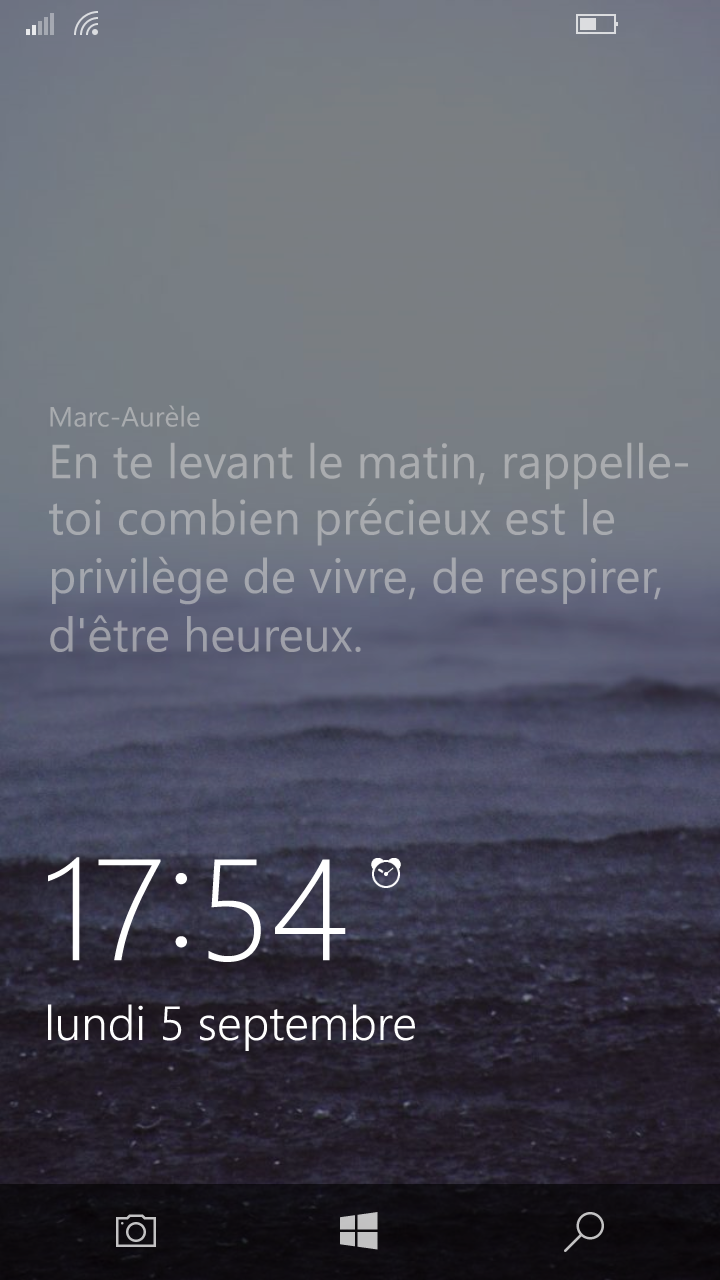 Marc-Aurèle
En te levant le matin, rappelle-
toi combien précieux est le
privilège de vivre, de respirer,
d'être heureux.
17:54
lundi 5 septembre